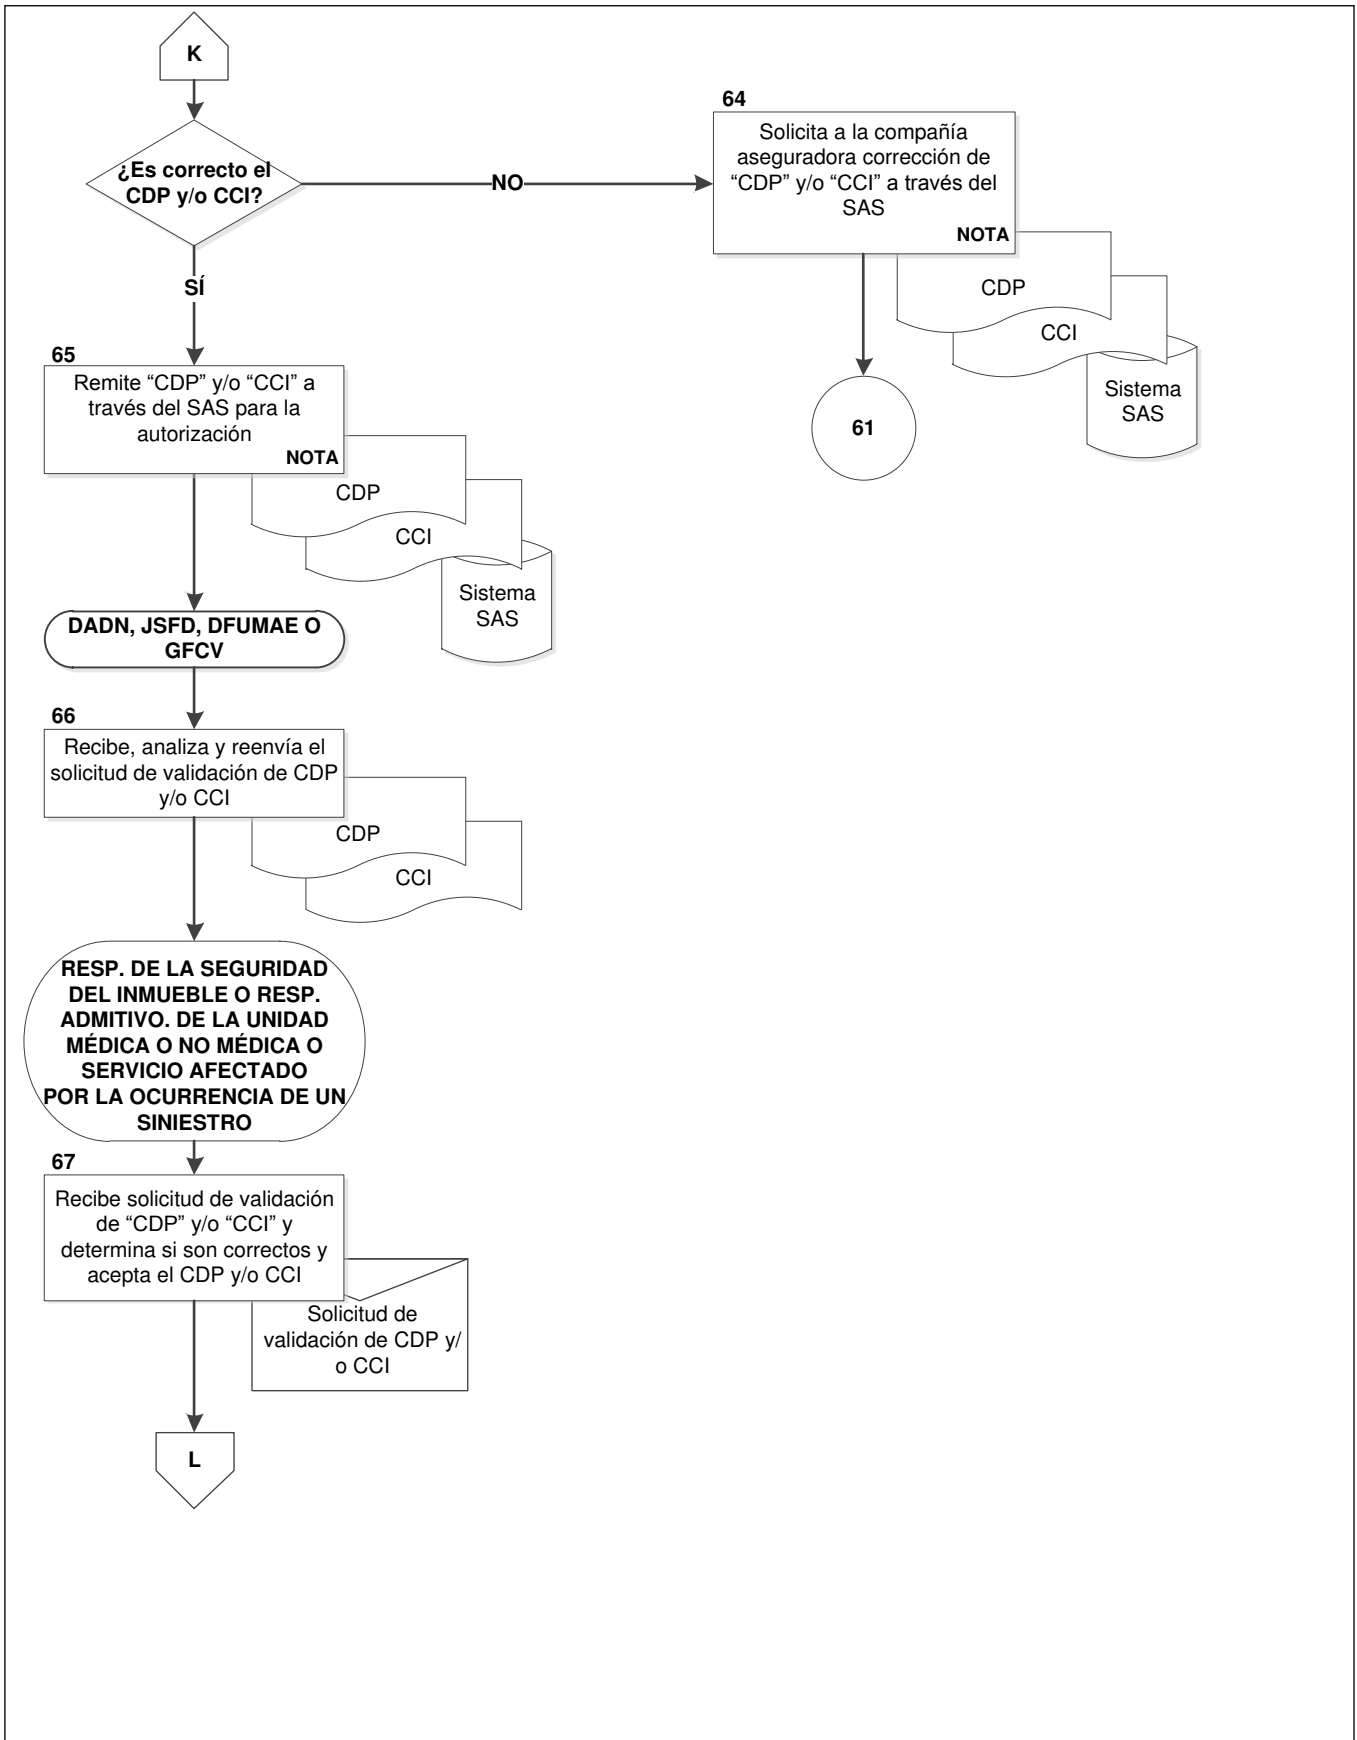 K
¿Es correcto el
CDP y/o CCI?
NO
SÍ
64
Solicita a la compañía
aseguradora corrección de
“CDP” y/o “CCI” a través del
SAS
NOTA
CDP
CCI
Sistema
SAS
61
65
Remite “CDP” y/o “CCI” a
través del SAS para la
autorización
NOTA
CDP
CCI
Sistema
SAS
DADN, JSFD, DFUMAE O
GFCV
66
Recibe, analiza y reenvía el
solicitud de validación de CDP
y/o CCI
CDP
CCI
RESP. DE LA SEGURIDAD
DEL INMUEBLE O RESP.
ADMITIVO. DE LA UNIDAD
MÉDICA O NO MÉDICA O
SERVICIO AFECTADO
POR LA OCURRENCIA DE UN
SINIESTRO
67
Recibe solicitud de validación
de “CDP” y/o “CCI” y
determina si son correctos y
acepta el CDP y/o CCI
Solicitud de
validación de CDP y/
o CCI
L